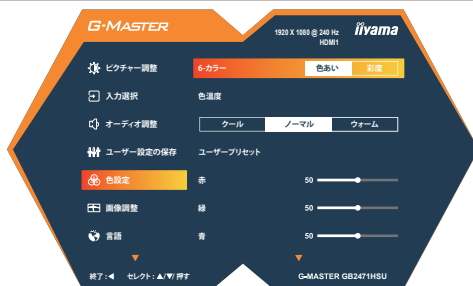 G-MASTER
1920 X 1080 @ 240 Hz
HDMI1
iiyama
ピクチャー調整
6-カラー
色あい
彩度
入力選択
色温度
オーディオ調整
クール
ノーマル
ウォーム
ユーザー設定の保存
ユーザープリセット
色設定
赤
50
画像調整
緑
50
言語
青
50
終了:◀ セレクト:▲/▼/ 押す
G-MASTER GB2471HSU